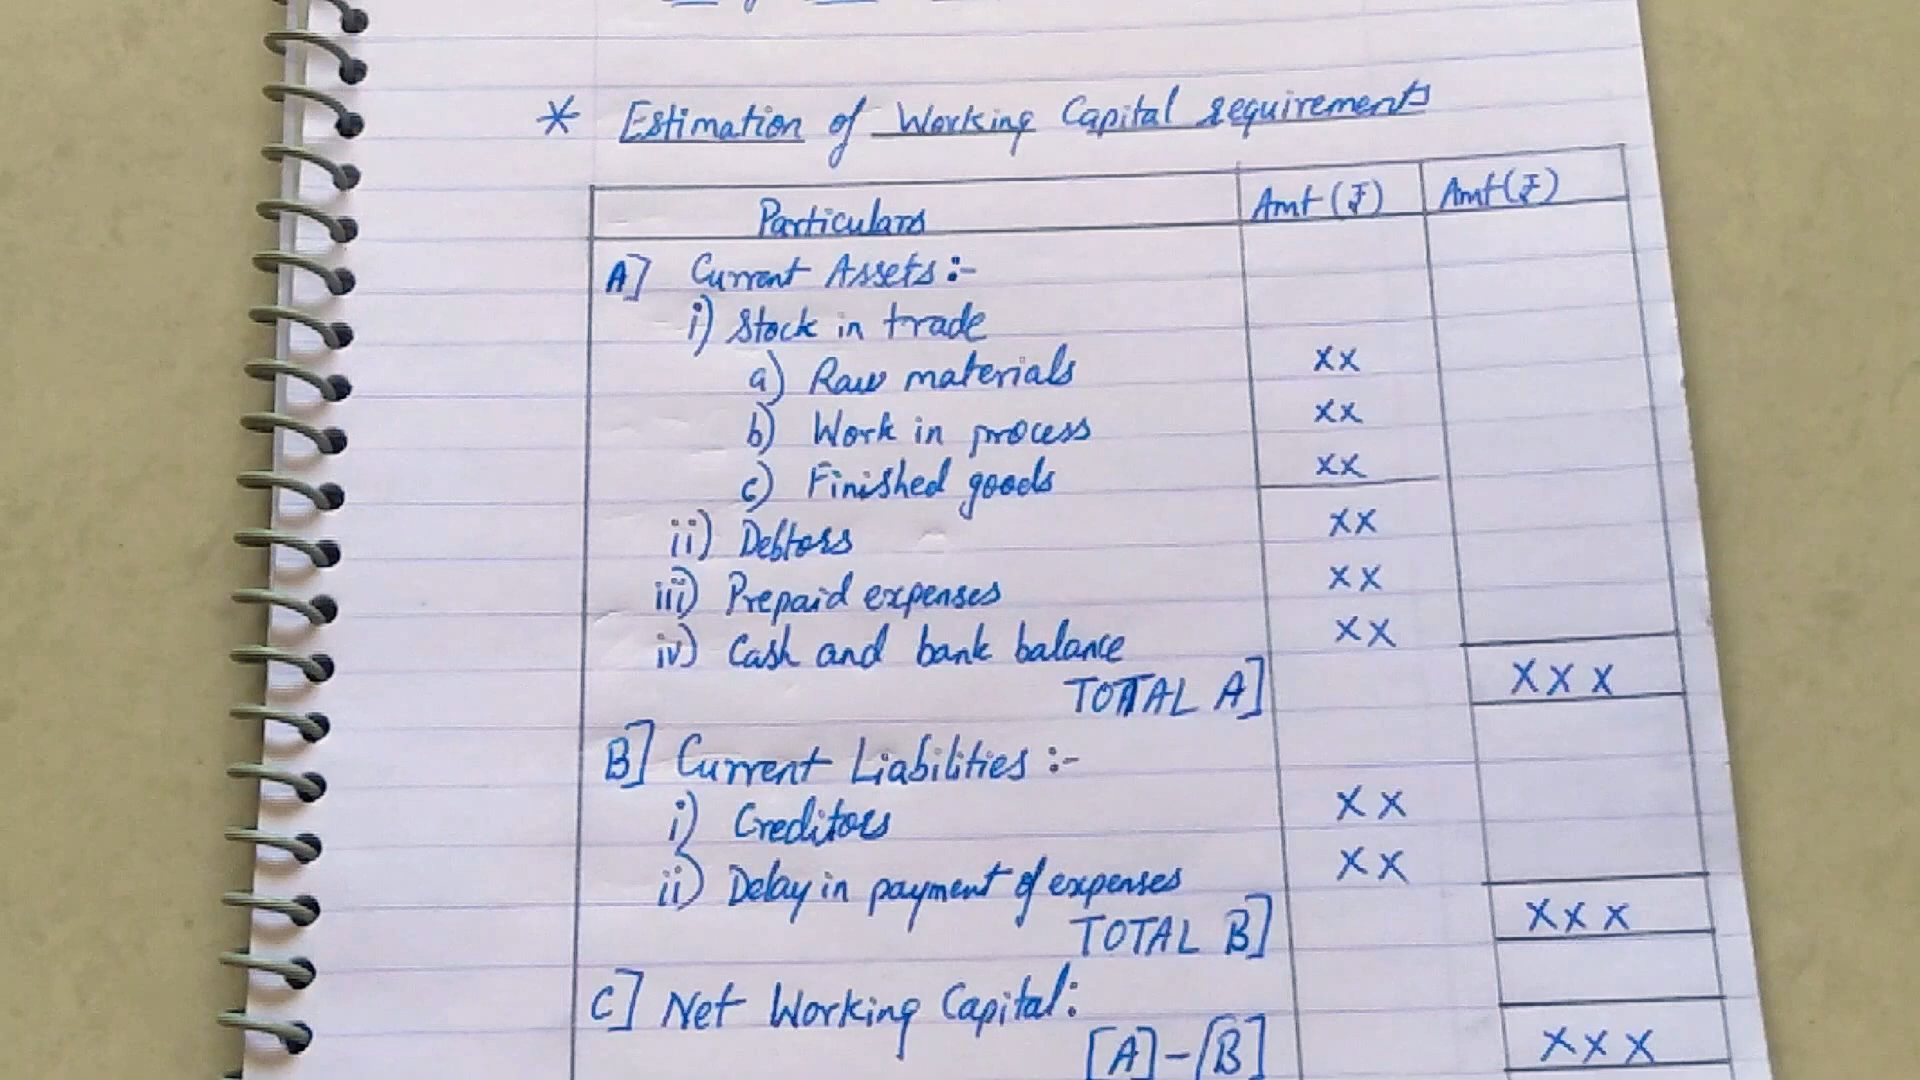 * Estimation of Working Capital requirements
Particulars Amt (₹) Amt (₹)
A] Current Assets :-
i) Stock in trade
a) Raw materials XX
b) Work in process XX
c) Finished goods XX
ii) Debtors XX
iii) Prepaid expenses XX
iv) Cash and bank balance XX
TOTAL A] XXX
B] Current Liabilities :-
i) Creditors XX
ii) Delay in payment of expenses XX
TOTAL B] XXX
C] Net Working Capital:
[A]-[B] XXX